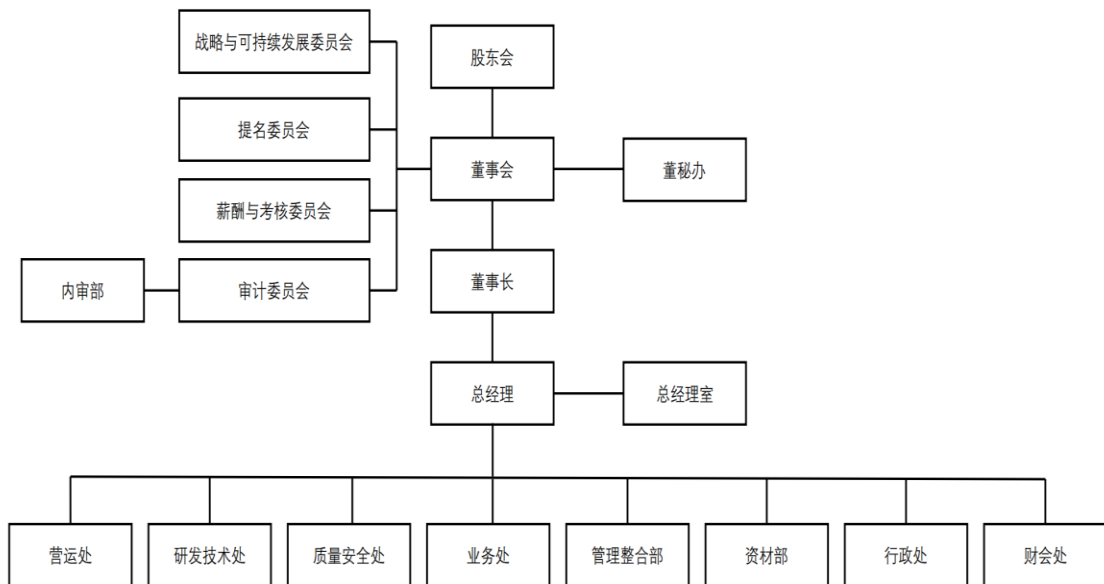 战略与可持续发展委员会
股东会
提名委员会
董事会
董秘办
薪酬与考核委员会
内审部
审计委员会
董事长
总经理
总经理室
营运处
研发技术处
质量安全处
业务处
管理整合部
资材部
行政处
财会处